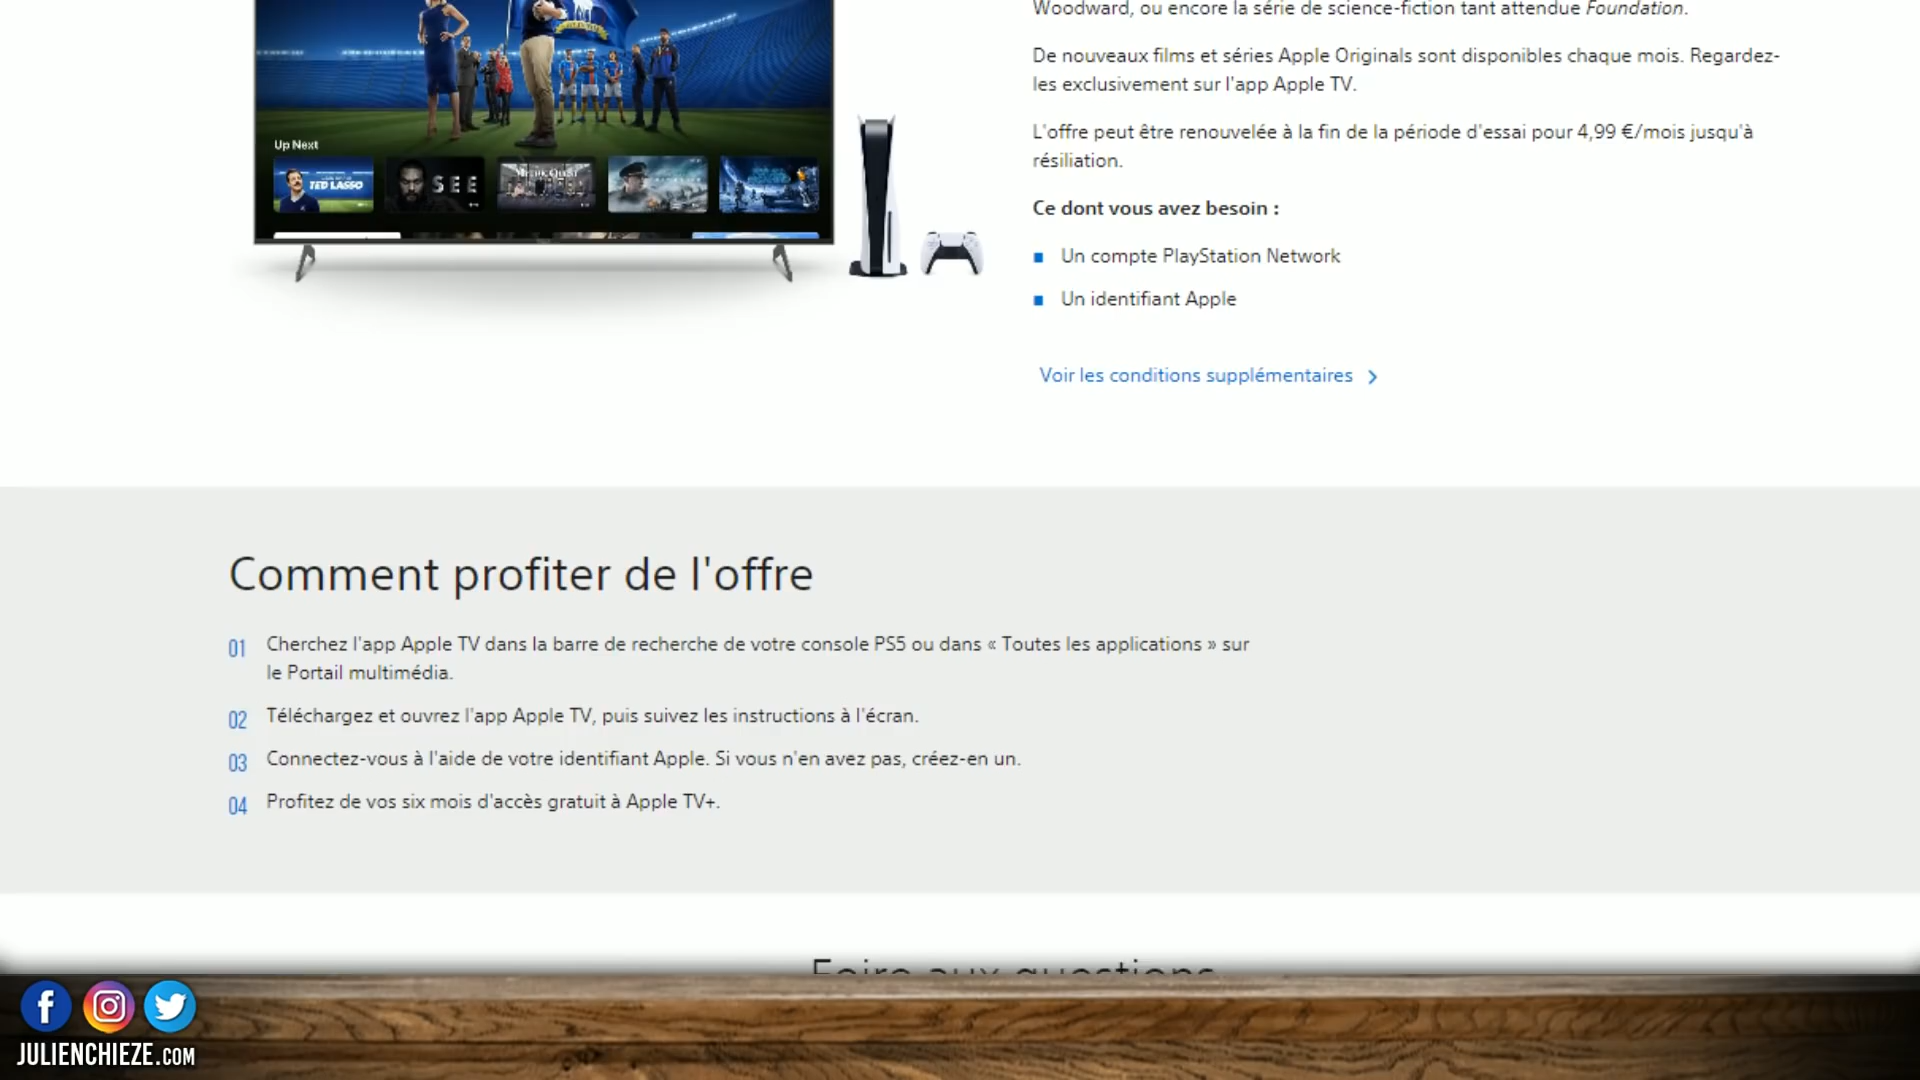 Woodward, ou encore la série de science-fiction tant attendue Foundation.
De nouveaux films et séries Apple Originals sont disponibles chaque mois. Regardez-
les exclusivement sur l'app Apple TV.
L'offre peut être renouvelée à la fin de la période d'essai pour 4,99 €/mois jusqu'à
résiliation.
Ce dont vous avez besoin :
Un compte PlayStation Network
Un identifiant Apple
Voir les conditions supplémentaires
Up Next
TED LASSO
SEE
MYTHIC QUEST
Comment profiter de l'offre
01 Cherchez l'app Apple TV dans la barre de recherche de votre console PS5 ou dans « Toutes les applications » sur
le Portail multimédia.
02 Téléchargez et ouvrez l'app Apple TV, puis suivez les instructions à l'écran.
03 Connectez-vous à l'aide de votre identifiant Apple. Si vous n'en avez pas, créez-en un.
04 Profitez de vos six mois d'accès gratuit à Apple TV+.
Foire aux questions
JULIENCHIEZE.COM